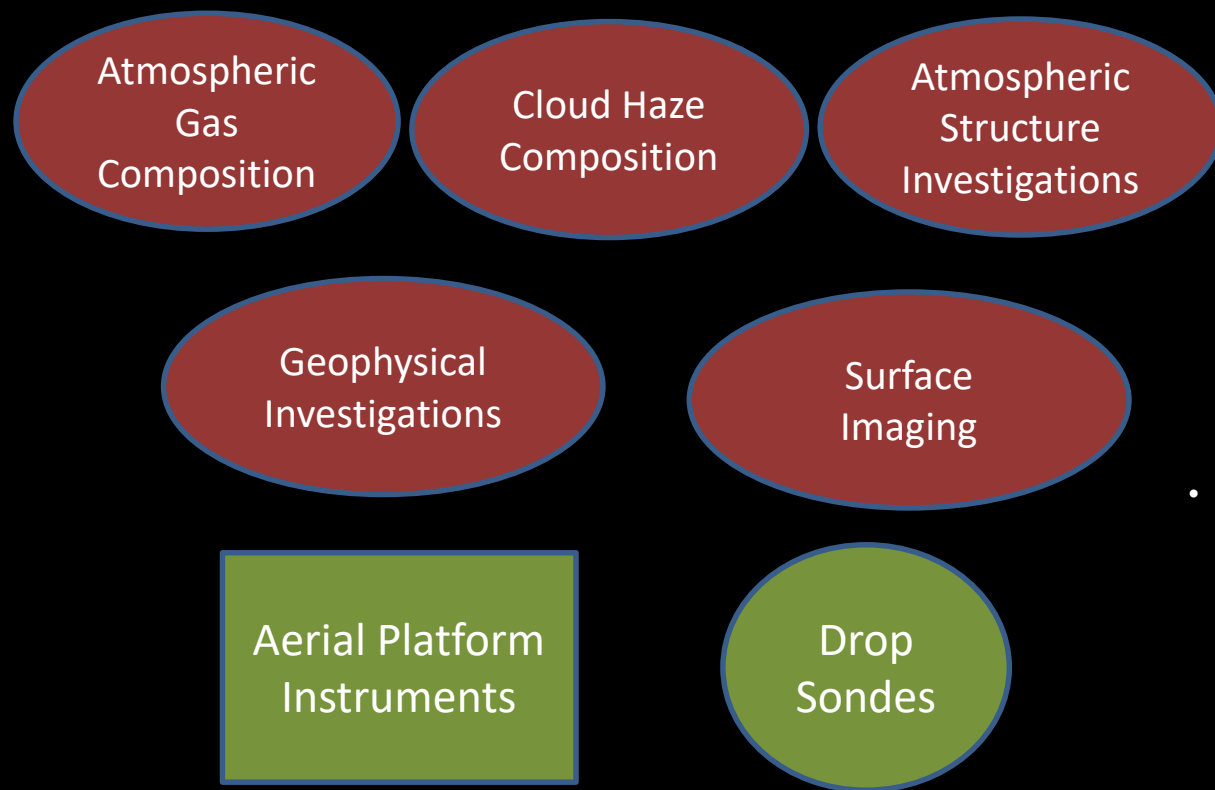 Atmospheric
Gas
Composition
Cloud Haze
Composition
Atmospheric
Structure
Investigations
Geophysical
Investigations
Surface
Imaging
.
Aerial Platform
Instruments
Drop
Sondes